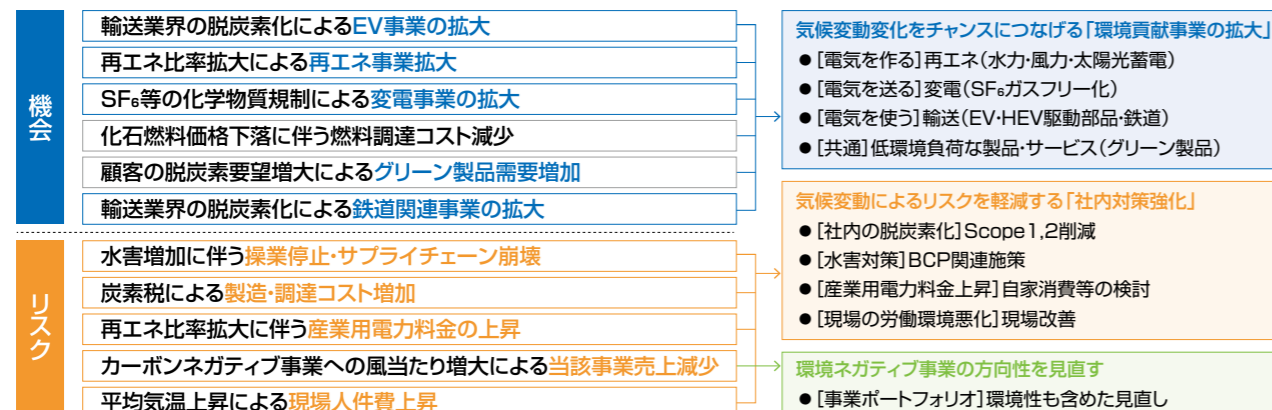 機会
輸送業界の脱炭素化によるEV事業の拡大
再エネ比率拡大による再エネ事業拡大
SF₆等の化学物質規制による変電事業の拡大
化石燃料価格下落に伴う燃料調達コスト減少
顧客の脱炭素要望増大によるグリーン製品需要増加
輸送業界の脱炭素化による鉄道関連事業の拡大
リスク
水害増加に伴う操業停止・サプライチェーン崩壊
炭素税による製造・調達コスト増加
再エネ比率拡大に伴う産業用電力料金の上昇
カーボンネガティブ事業への風当たり増大による当該事業売上減少
平均気温上昇による現場人件費上昇
気候変動変化をチャンスにつなげる「環境貢献事業の拡大」
●[電気を作る]再エネ(水力・風力・太陽光蓄電)
●[電気を送る]変電(SF₆ガスフリー化)
●[電気を使う]輸送(EV・HEV駆動部品・鉄道)
●[共通]低環境負荷な製品・サービス(グリーン製品)
気候変動によるリスクを軽減する「社内対策強化」
●[社内の脱炭素化]Scope1,2削減
●[水害対策]BCP関連施策
●[産業用電力料金上昇]自家消費等の検討
●[現場の労働環境悪化]現場改善
環境ネガティブ事業の方向性を見直す
●[事業ポートフォリオ]環境性も含めた見直し